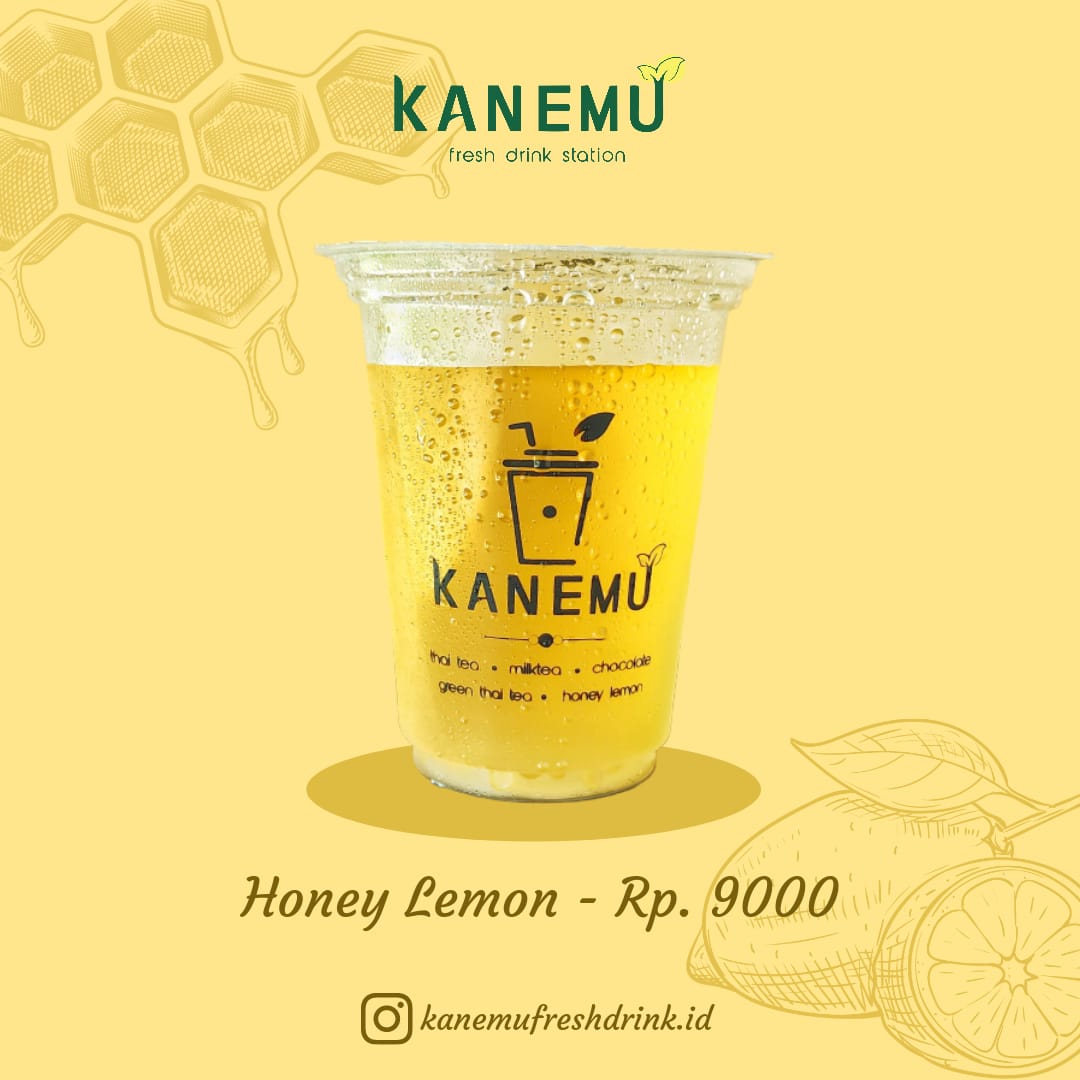 KANEMU
fresh drink station
KANEMU
thai tea • milktea • chocolate
green thai tea • honey lemon
Honey Lemon - Rp. 9000
kanemufreshdrink.id